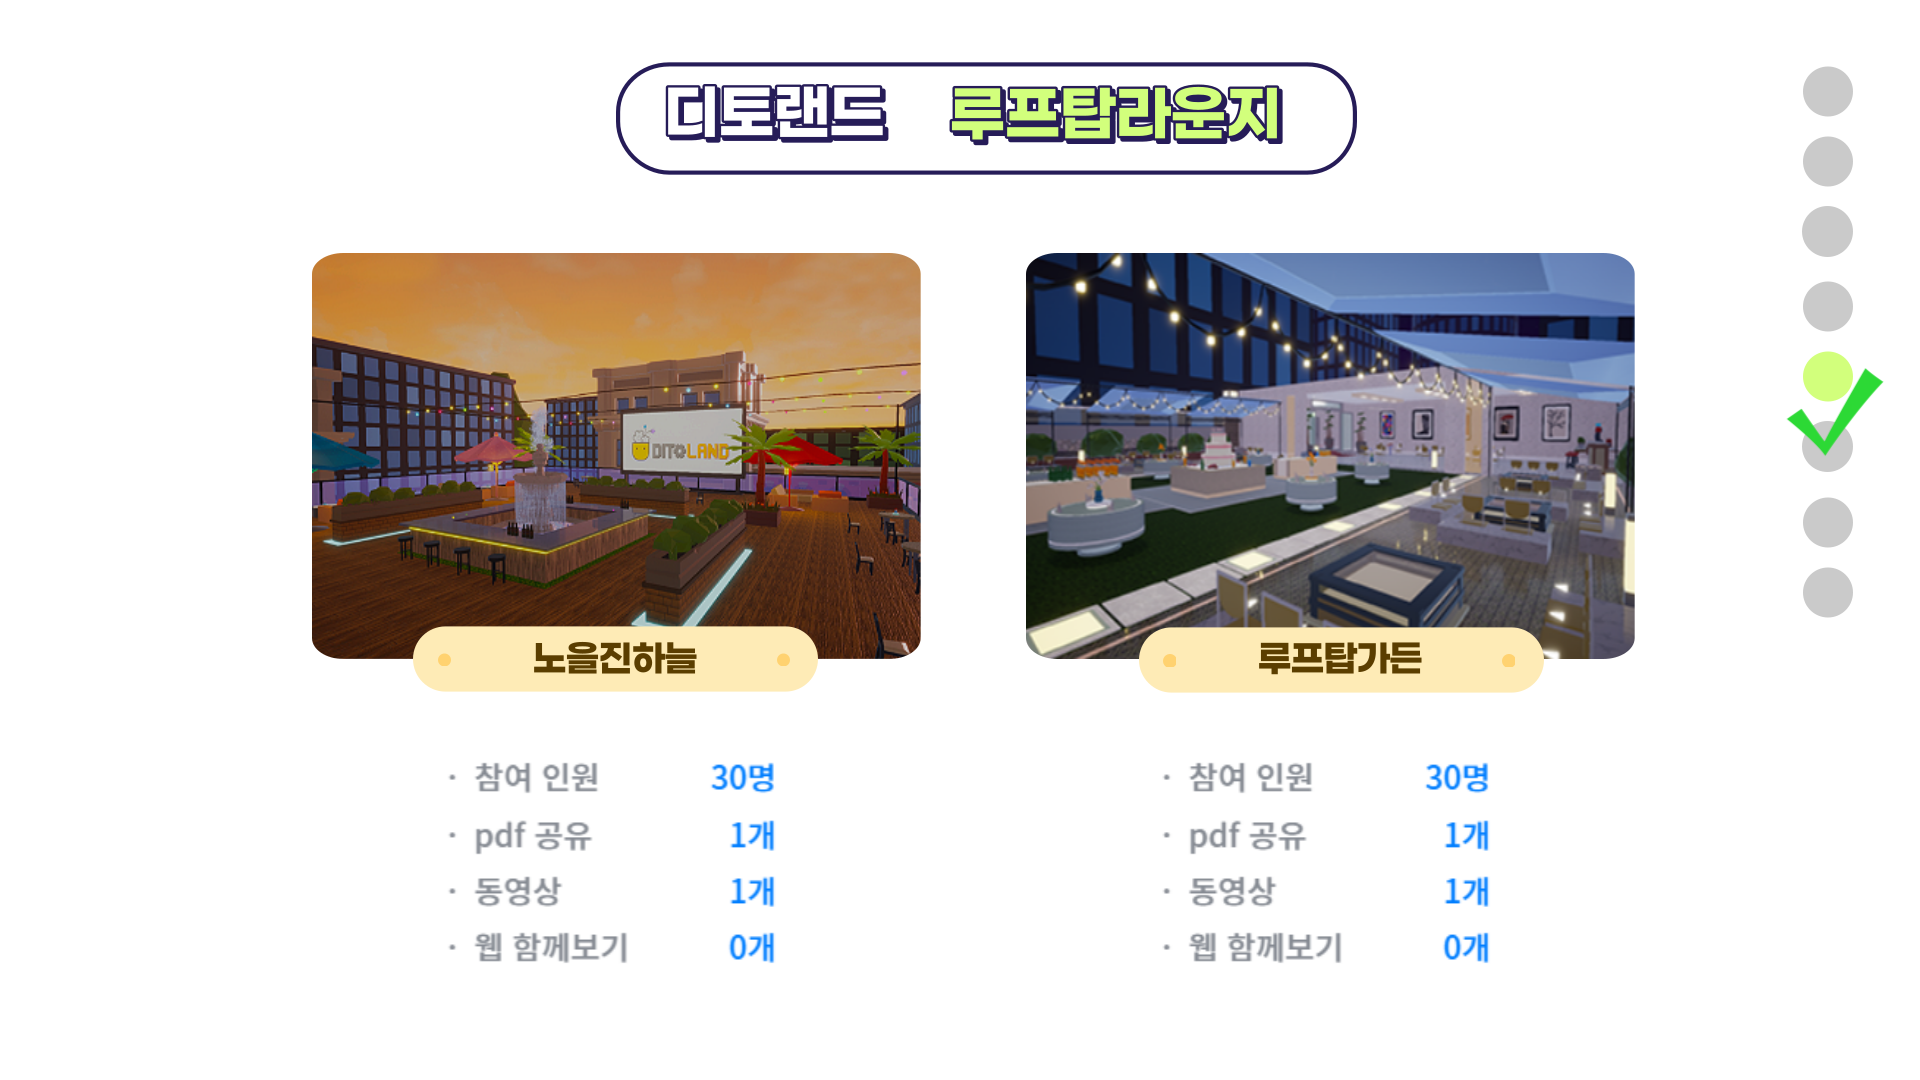 디토랜드 루프탑라운지
DITOLAND
노을진하늘
· 참여 인원 30명
· pdf 공유 1개
· 동영상 1개
· 웹 함께보기 0개
루프탑가든
· 참여 인원 30명
· pdf 공유 1개
· 동영상 1개
· 웹 함께보기 0개